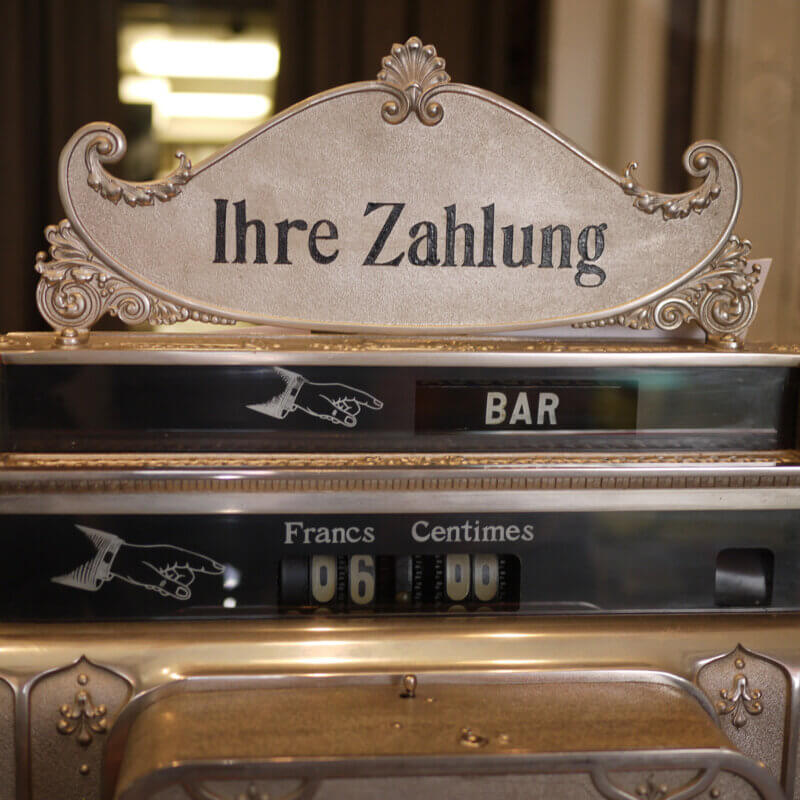 Ihre Zahlung
BAR
Francs Centimes
06 00